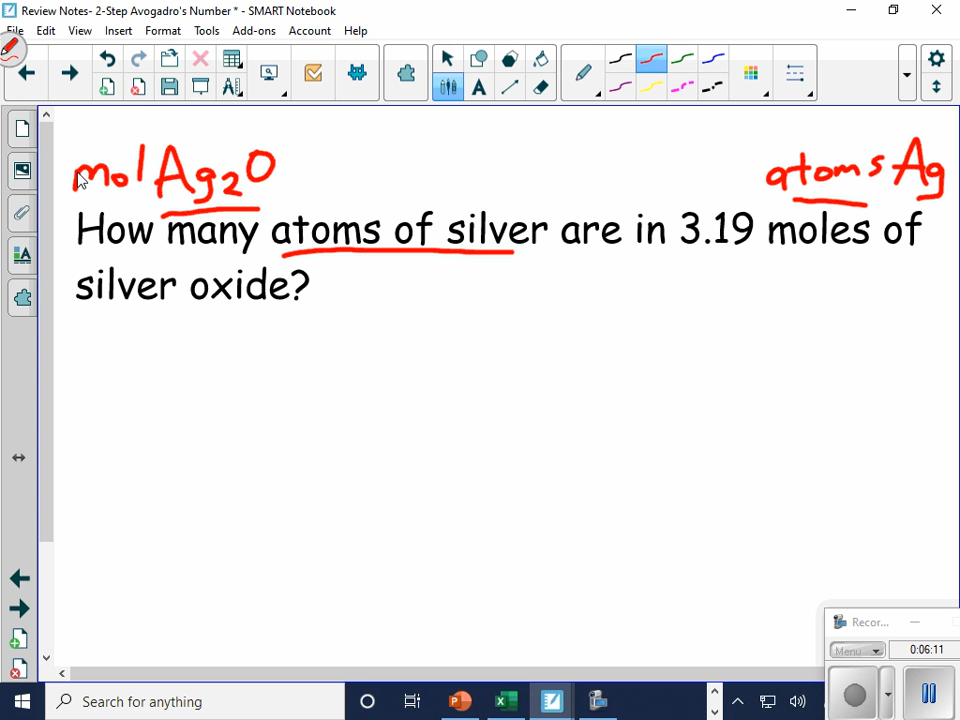 Review Notes- 2-Step Avogadro's Number * - SMART Notebook
File Edit View Insert Format Tools Add-ons Account Help
A
mol Ag2O atoms Ag
How many atoms of silver are in 3.19 moles of
silver oxide?
Recor...
Menu 0:06:11
Search for anything